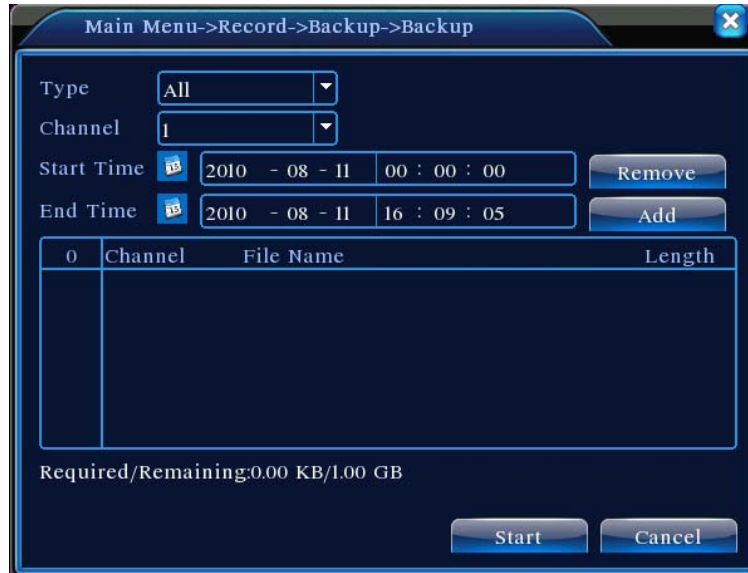 Main Menu->Record->Backup->Backup
Type All
Channel 1
Start Time 15 2010 - 08 - 11 00 : 00 : 00 Remove
End Time 15 2010 - 08 - 11 16 : 09 : 05 Add
0 Channel File Name Length
Required/Remaining:0.00 KB/1.00 GB
Start Cancel